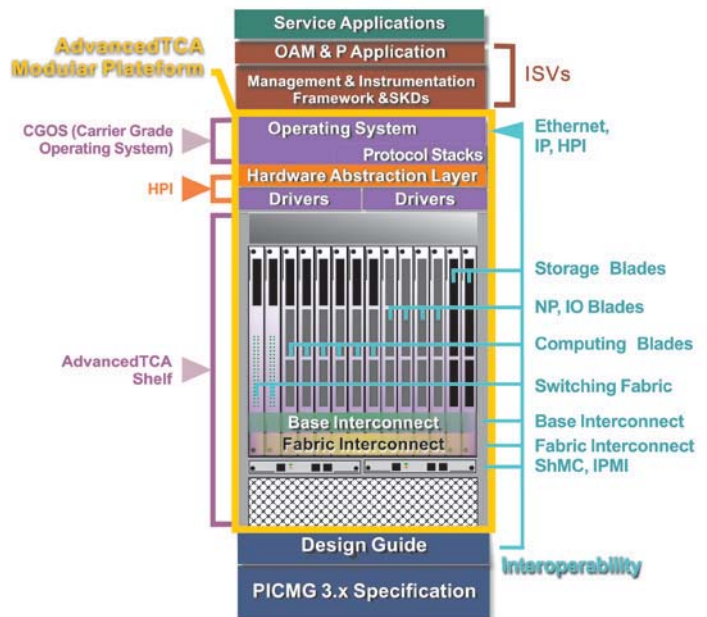 Service Applications
AdvancedTCA
Modular Plateform
OAM & P Application
Management & Instrumentation
Framework &SKDs
ISVs
CGOS (Carrier Grade
Operating System)
Operating System
Protocol Stacks
Ethernet,
IP, HPI
HPI
Hardware Abstraction Layer
Drivers
Drivers
Storage Blades
NP, IO Blades
Computing Blades
AdvancedTCA
Shelf
Switching Fabric
Base Interconnect
Base Interconnect
Fabric Interconnect
Fabric Interconnect
ShMC, IPMI
Design Guide
Interoperability
PICMG 3.x Specification